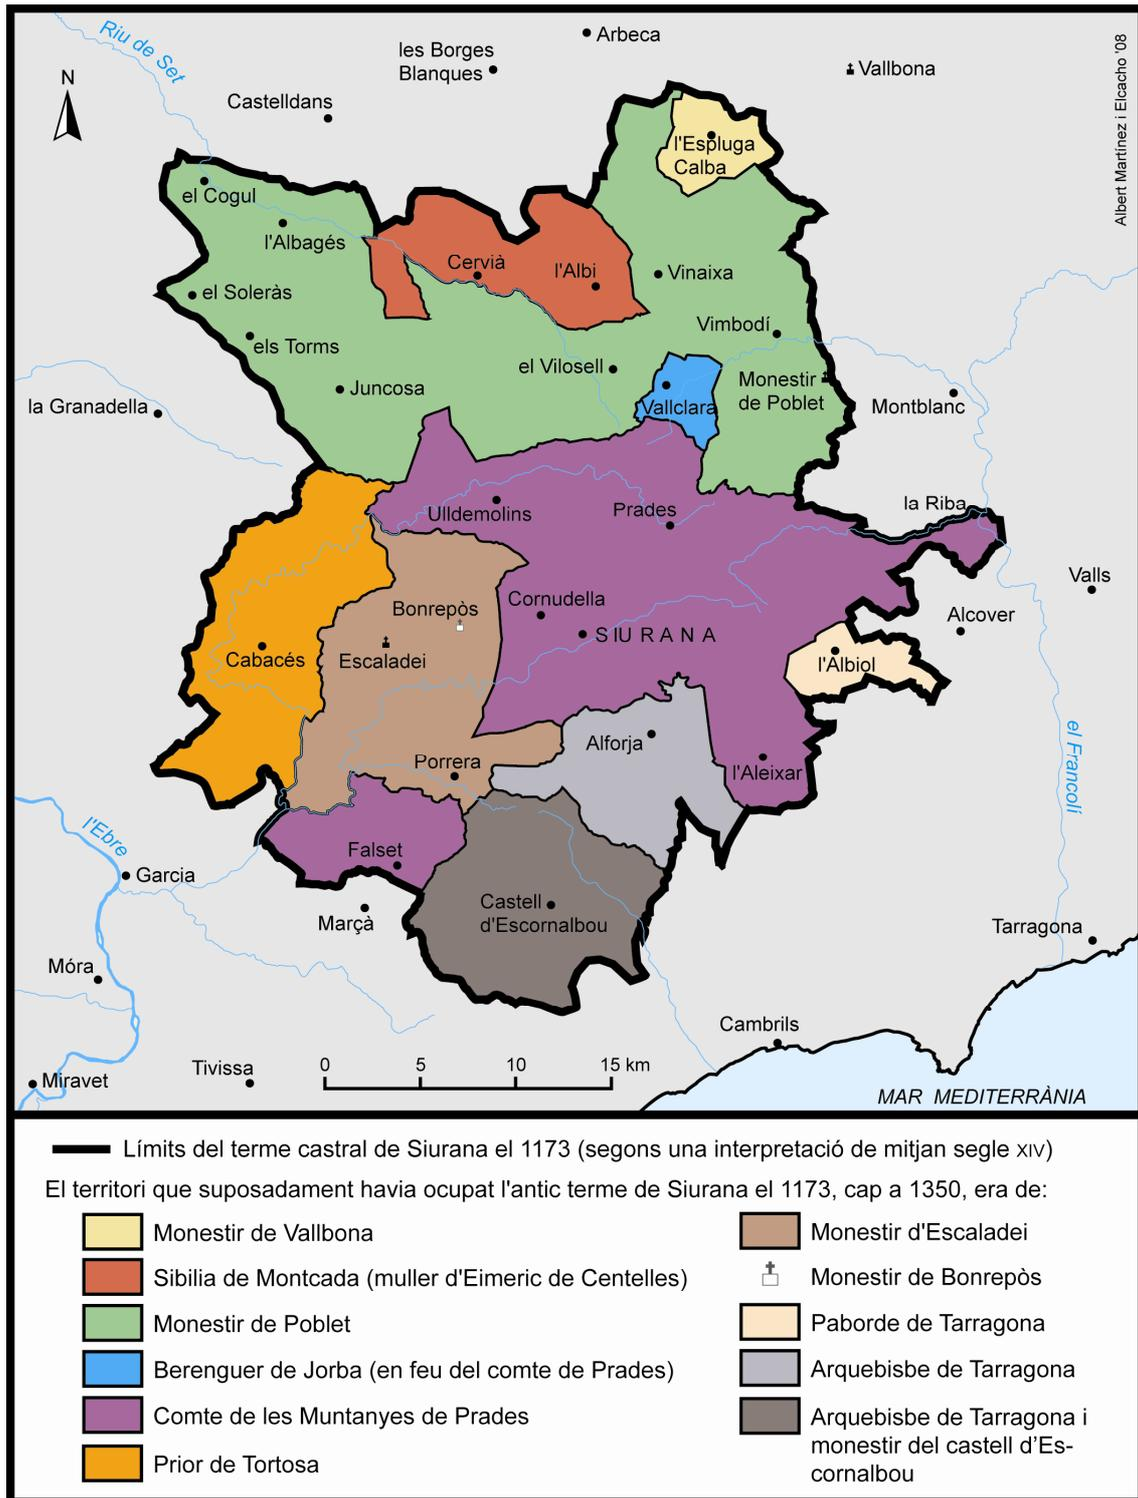 Riu de Set
les Borges
Blanques
Arbeca
Vallbona
Albert Martínez i Elcacho '08
N
Castelldans
l'Espluga
Calba
el Cogul
l'Albagés
Cervià
l'Albi
Vinaixa
el Soleràs
els Torms
Vimbodí
el Vilosell
Juncosa
Monestir
de Poblet
Vallclara
la Granadella
Montblanc
Ulldemolins
Prades
la Riba
Valls
Bonrepòs
Cornudella
SIURANA
Alcover
Cabacés
Escaladei
l'Albiol
Alforja
Porrera
l'Aleixar
el Francolí
l'Ebre
Falset
Garcia
Castell
d'Escornalbou
Marçà
Tarragona
Móra
Cambrils
Tivissa
0 5 10 15 km
Miravet
MAR MEDITERRÀNIA
Límits del terme castral de Siurana el 1173 (segons una interpretació de mitjan segle XIV)
El territori que suposadament havia ocupat l'antic terme de Siurana el 1173, cap a 1350, era de:
Monestir de Vallbona
Sibilia de Montcada (muller d'Eimeric de Centelles)
Monestir de Poblet
Berenguer de Jorba (en feu del comte de Prades)
Comte de les Muntanyes de Prades
Prior de Tortosa
Monestir d'Escaladei
Monestir de Bonrepòs
Paborde de Tarragona
Arquebisbe de Tarragona
Arquebisbe de Tarragona i
monestir del castell d’Es-
cornalbou